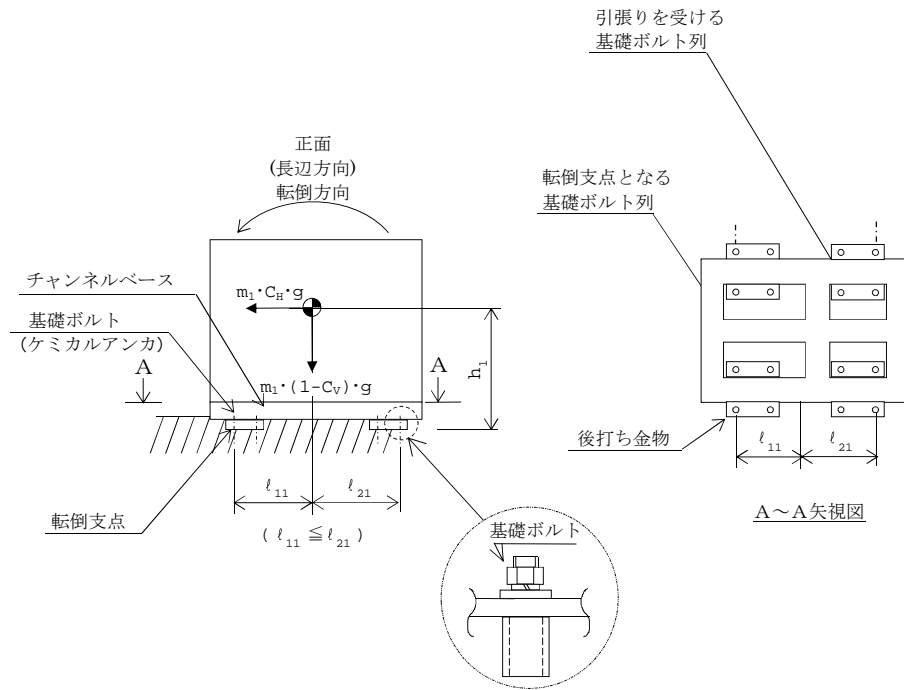 引張りを受ける
基礎ボルト列
正面
(長辺方向)
転倒方向
転倒支点となる
基礎ボルト列
チャンネルベース
m₁・C_H・g
基礎ボルト
(ケミカルアンカ)
A
A
h₁
m₁・(1-C_V)・g
後打ち金物
ℓ₁₁
ℓ₂₁
ℓ₁₁
ℓ₂₁
転倒支点
( ℓ₁₁ ≦ ℓ₂₁ )
A～A矢視図
基礎ボルト